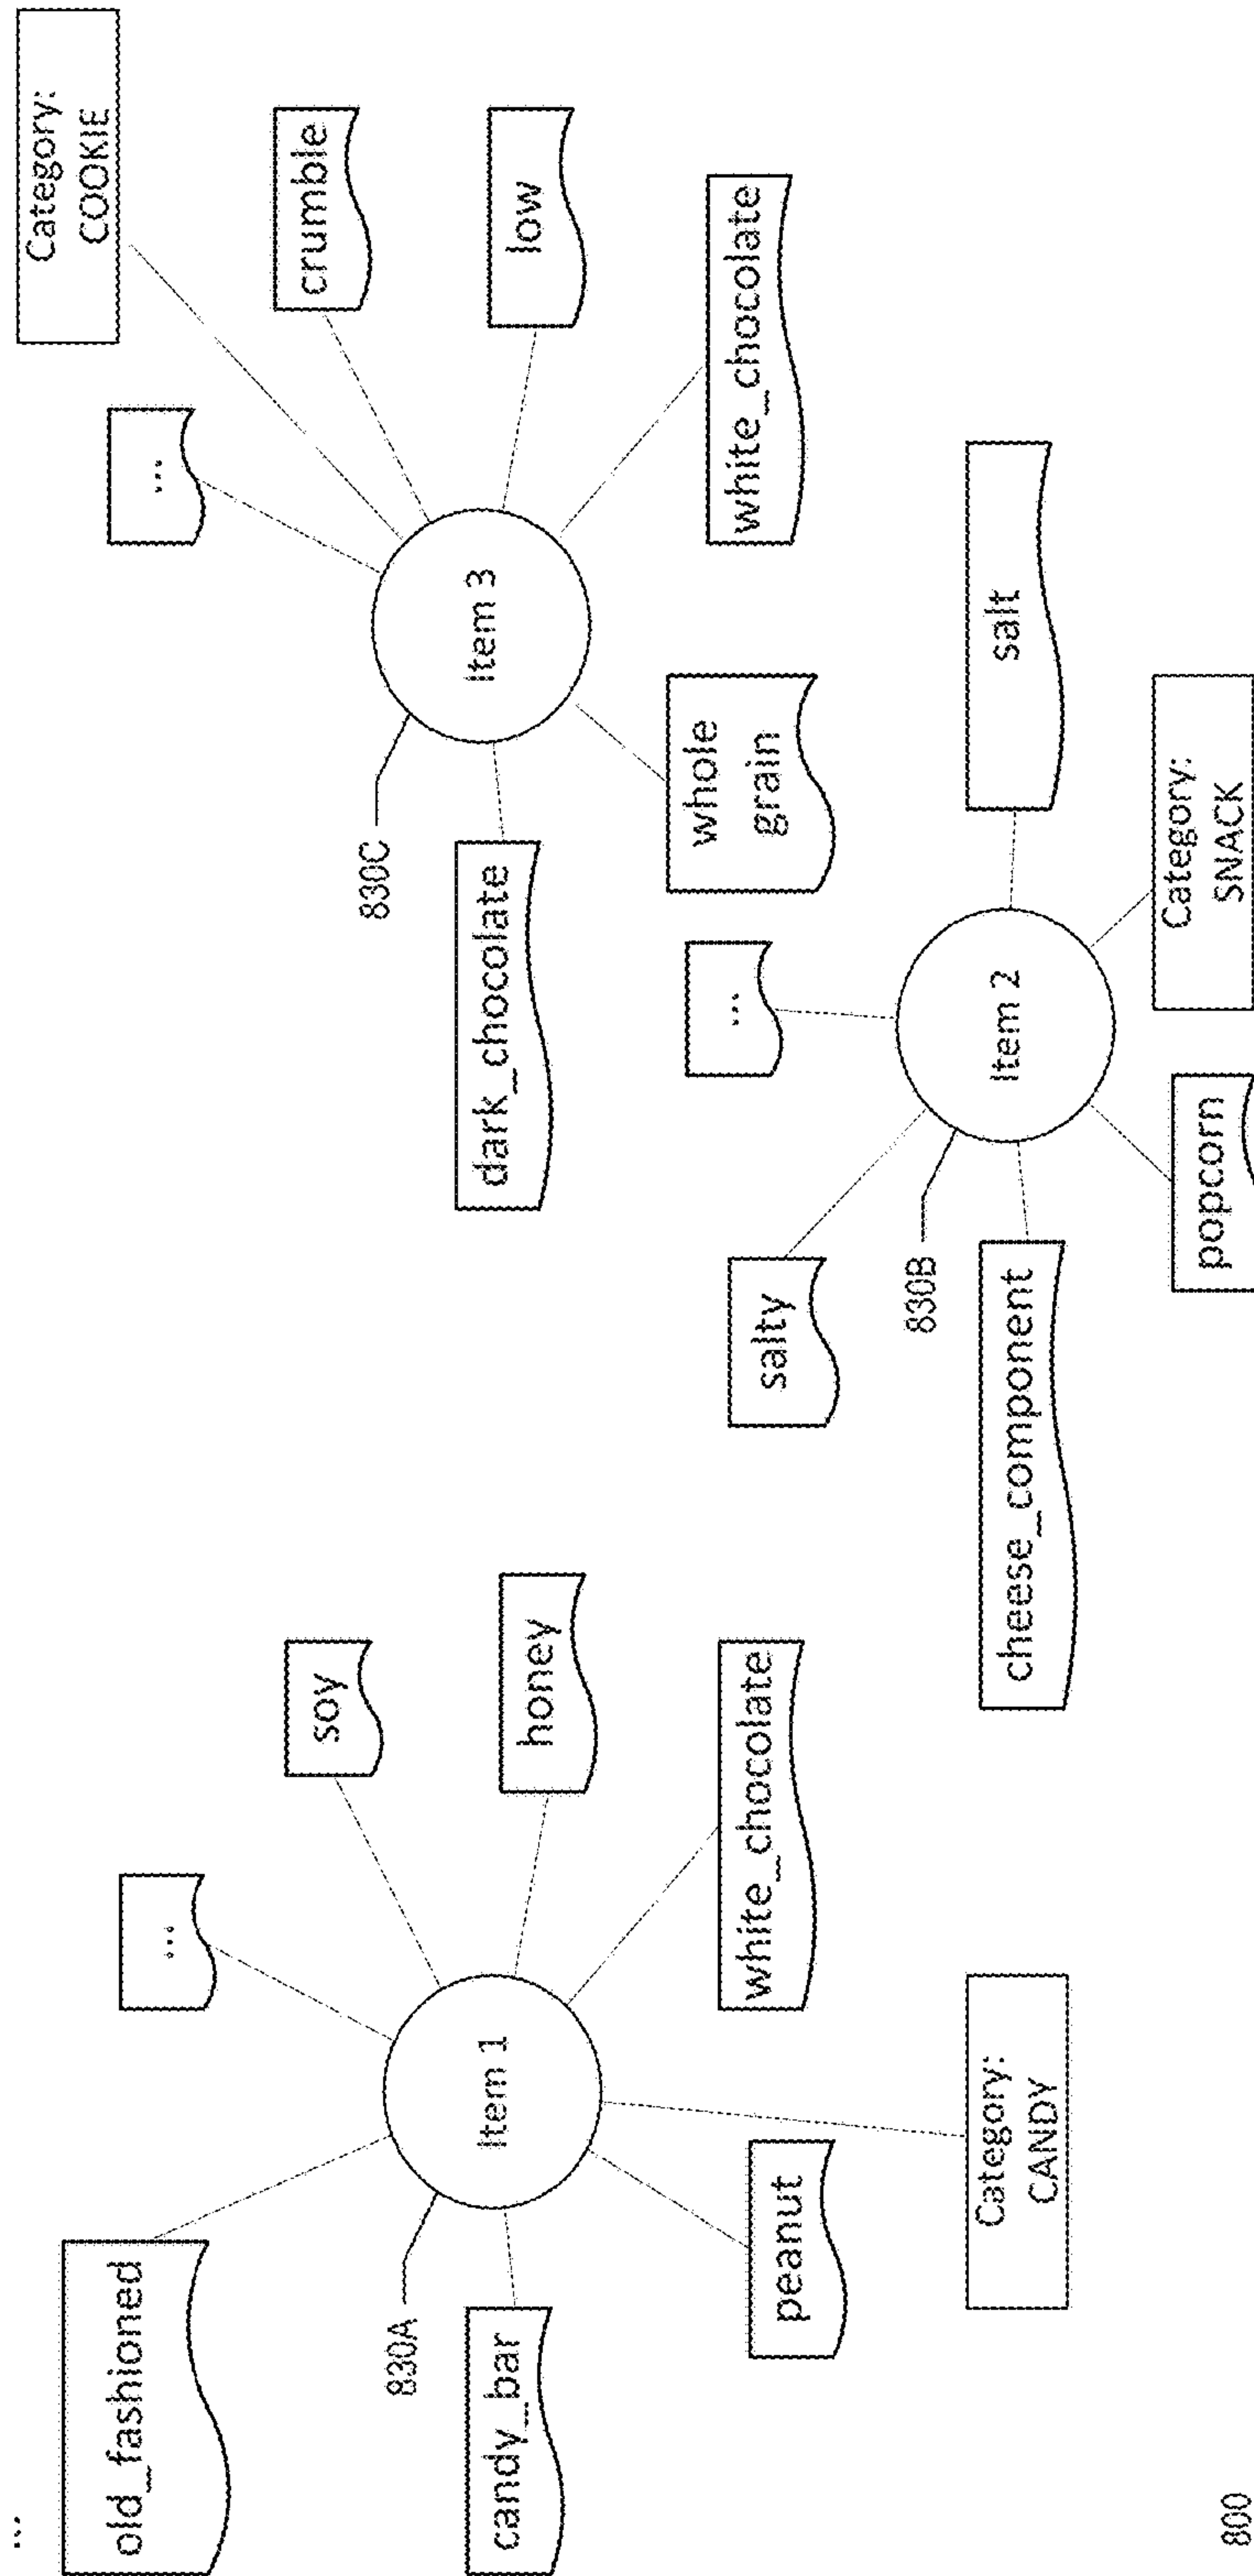 old_fashioned
...
soy
honey
white_chocolate
Item 1
830A
candy_bar
peanut
Category:
CANDY
Category:
COOKIE
...
crumble
low
white_chocolate
Item 3
830C
dark_chocolate
whole
grain
...
salty
830B
Item 2
salt
cheese_component
popcorn
Category:
SNACK
800